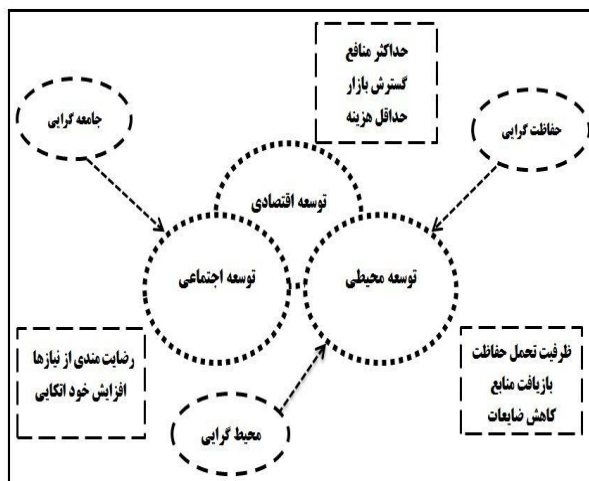 حداکثر منافع
گسترش بازار
حداقل هزینه
حفاظت گرایی
جامعه گرایی
توسعه اقتصادی
توسعه محیطی
توسعه اجتماعی
ظرفیت تحمل حفاظت
بازیافت منابع
کاهش ضایعات
رضایت مندی از نیازها
افزایش خود اتکایی
محیط گرایی